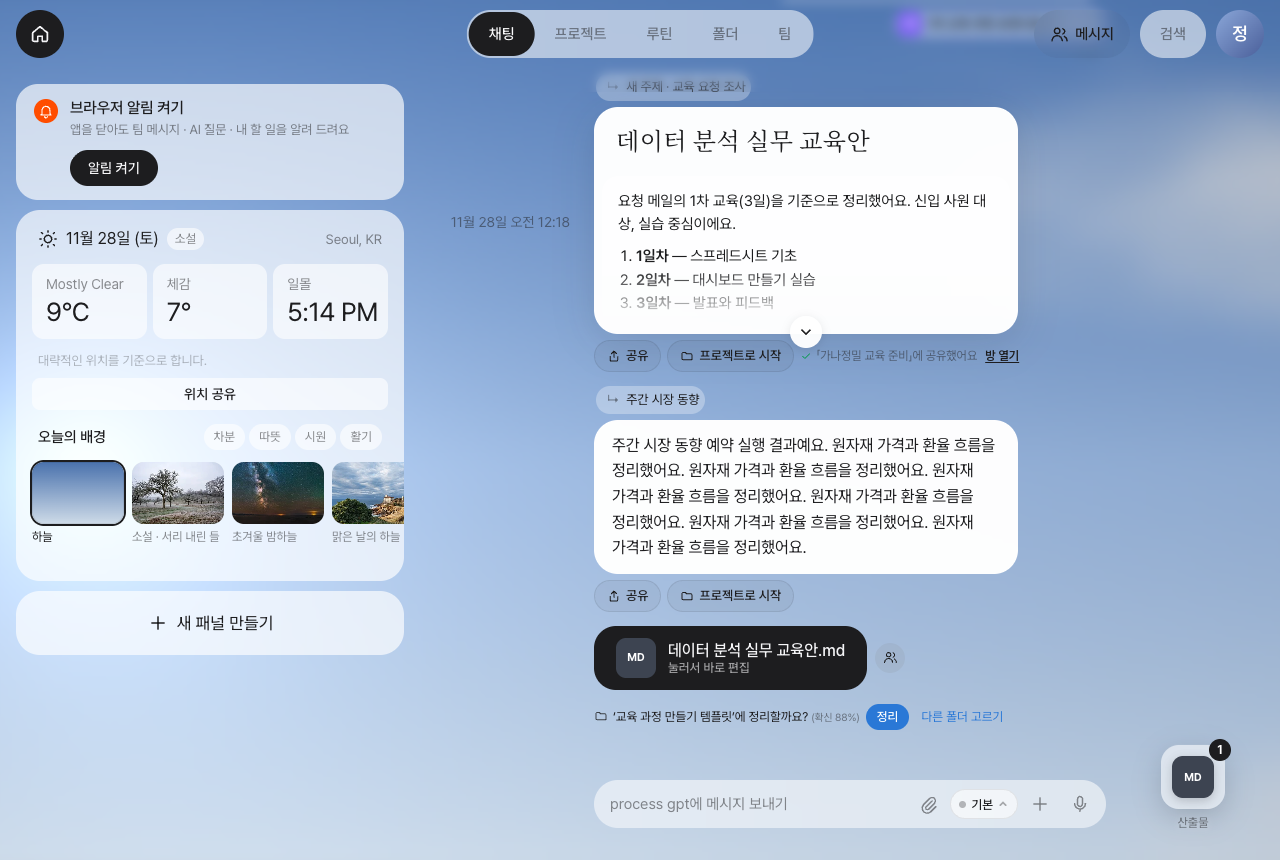 채팅
프로젝트
루틴
폴더
팀
메시지
검색
정
브라우저 알림 켜기
앱을 닫아도 팀 메시지 · AI 질문 · 내 할 일을 알려 드려요
알림 켜기
11월 28일 (토)
소설
Seoul, KR
Mostly Clear
9°C
체감
7°
일몰
5:14 PM
대략적인 위치를 기준으로 합니다.
위치 공유
오늘의 배경
차분
따뜻
시원
활기
하늘
소설 · 서리 내린 들
초겨울 밤하늘
맑은 날의 하늘
새 패널 만들기
새 주제 · 교육 요청 조사
11월 28일 오전 12:18
데이터 분석 실무 교육안
요청 메일의 1차 교육(3일)을 기준으로 정리했어요. 신입 사원 대
상, 실습 중심이에요.
1. 1일차 — 스프레드시트 기초
2. 2일차 — 대시보드 만들기 실습
3. 3일차 — 발표와 피드백
공유
프로젝트로 시작
「가나정밀 교육 준비」에 공유했어요
방 열기
주간 시장 동향
주간 시장 동향 예약 실행 결과예요. 원자재 가격과 환율 흐름을
정리했어요. 원자재 가격과 환율 흐름을 정리했어요. 원자재
가격과 환율 흐름을 정리했어요. 원자재 가격과 환율 흐름을
정리했어요. 원자재 가격과 환율 흐름을 정리했어요. 원자재
가격과 환율 흐름을 정리했어요.
공유
프로젝트로 시작
MD
데이터 분석 실무 교육안.md
눌러서 바로 편집
'교육 과정 만들기 템플릿'에 정리할까요? (확신 88%)
정리
다른 폴더 고르기
process gpt에 메시지 보내기
기본
1
MD
산출물